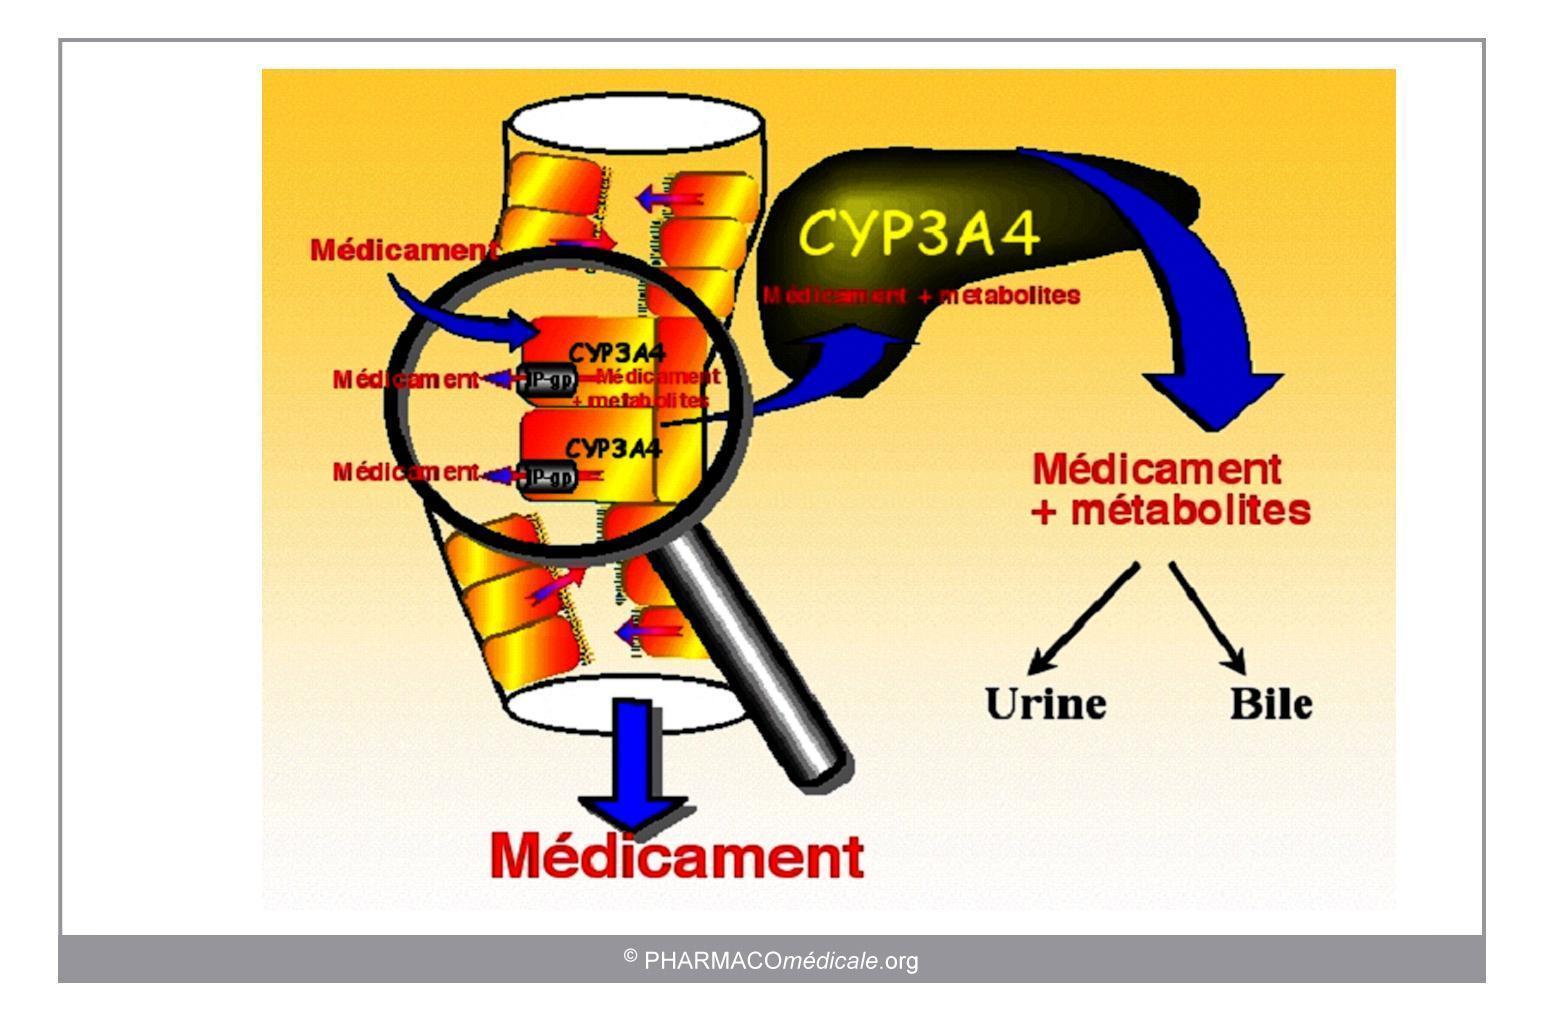 Médicament
CYP3A4
Médicament + metabolites
CYP3A4
Médicament
P-gp
Médicament
+ metabolites
CYP3A4
Médicament
P-gp
Médicament
+ métabolites
Urine
Bile
Médicament
© PHARMACOmédicale.org